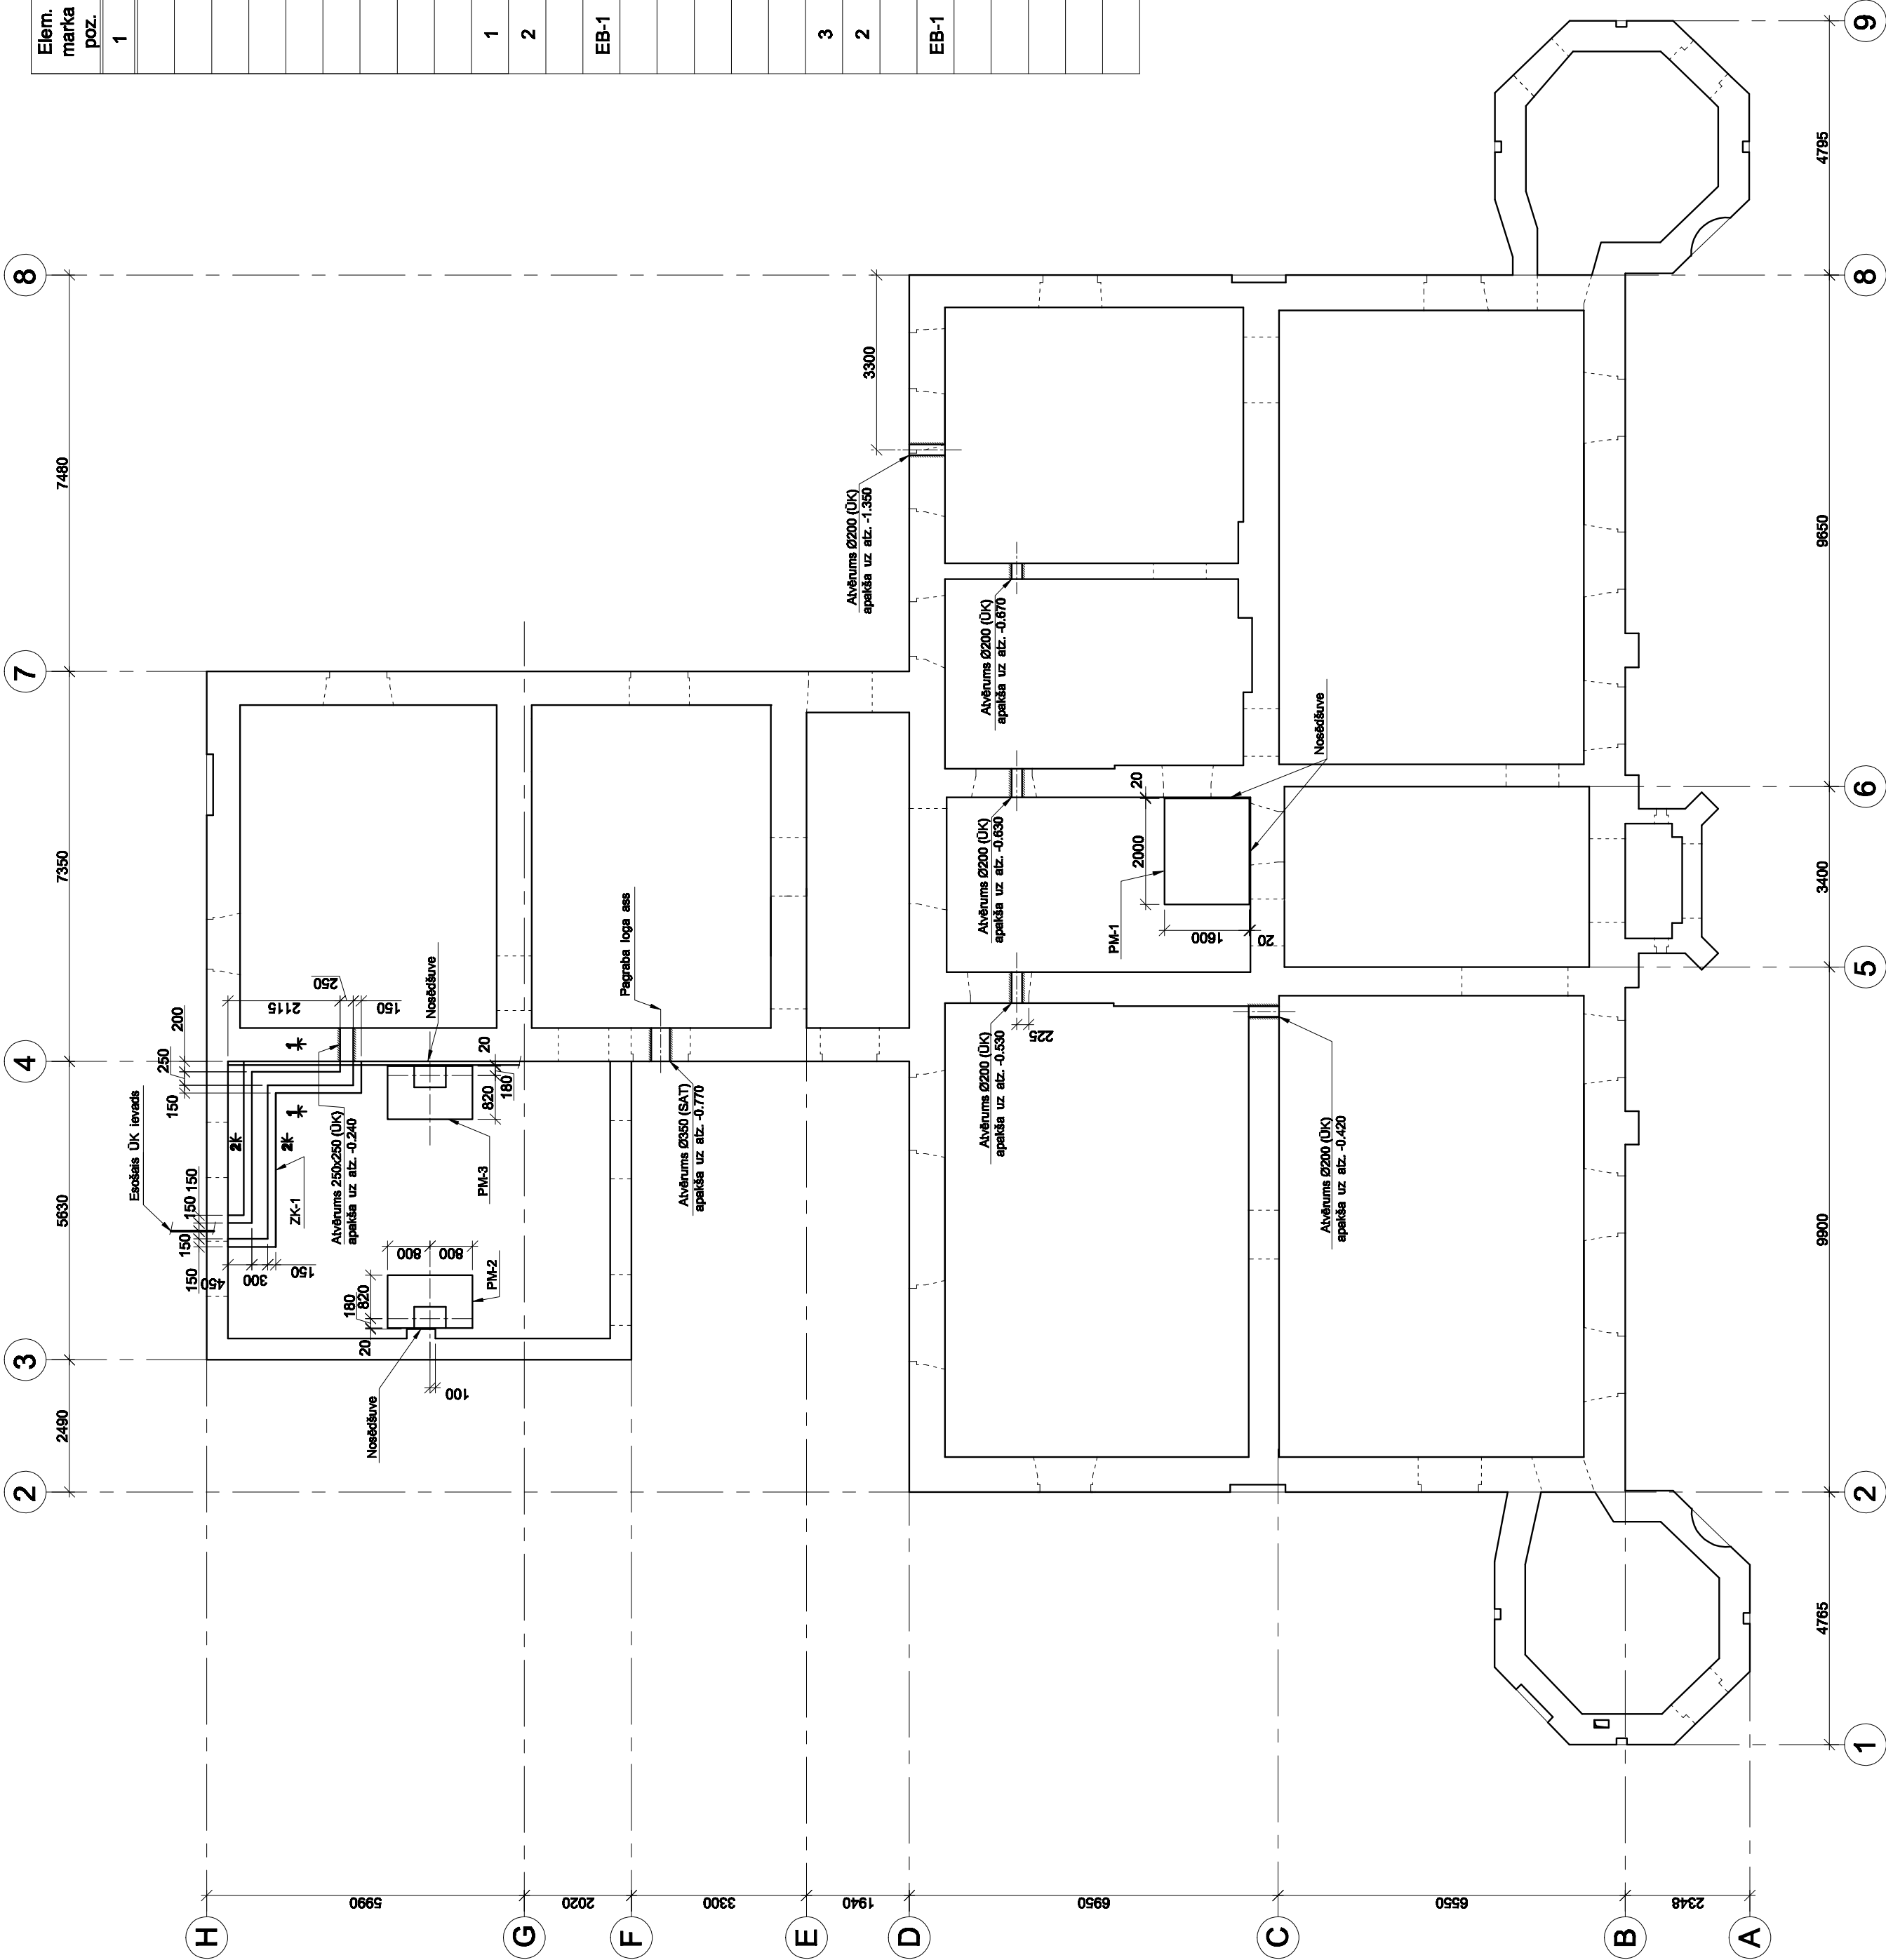 Elem.
marka
poz.
1
1
2
EB-1
3
2
EB-1
2
3
4
7
8
2490
5630
7350
7480
Esošais ŪK ievads
150
150
150
150
450
300
150
2K
2K
ZK-1
150
250
200
1
1
2115
250
150
Atvērums 250x250 (ŪK)
apakša uz atz. -0.240
Nosēdšuve
20
180
820
PM-3
800
800
PM-2
180
820
20
100
Nosēdšuve
Pagraba loga ass
Atvērums Ø350 (SAT)
apakša uz atz. -0.770
3300
Atvērums Ø200 (ŪK)
apakša uz atz. -1.350
Atvērums Ø200 (ŪK)
apakša uz atz. -0.670
Atvērums Ø200 (ŪK)
apakša uz atz. -0.630
Atvērums Ø200 (ŪK)
apakša uz atz. -0.530
225
PM-1
2000
20
1600
20
Nosēdšuve
Atvērums Ø200 (ŪK)
apakša uz atz. -0.420
H
G
F
E
D
C
B
A
5990
2020
3300
1940
6950
6550
2348
4765
9900
3400
9650
4795
1
2
5
6
8
9